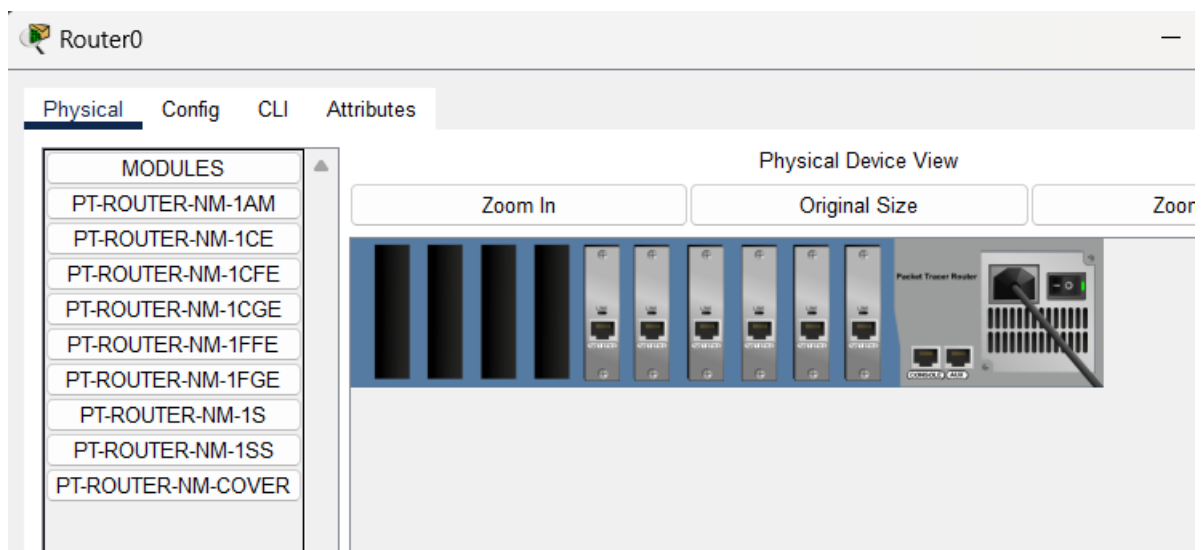 Router0
Physical Config CLI Attributes
MODULES
PT-ROUTER-NM-1AM
PT-ROUTER-NM-1CE
PT-ROUTER-NM-1CFE
PT-ROUTER-NM-1CGE
PT-ROUTER-NM-1FFE
PT-ROUTER-NM-1FGE
PT-ROUTER-NM-1S
PT-ROUTER-NM-1SS
PT-ROUTER-NM-COVER
Physical Device View
Zoom In Original Size Zoom
Packet Tracer Router
CONSOLE AUX